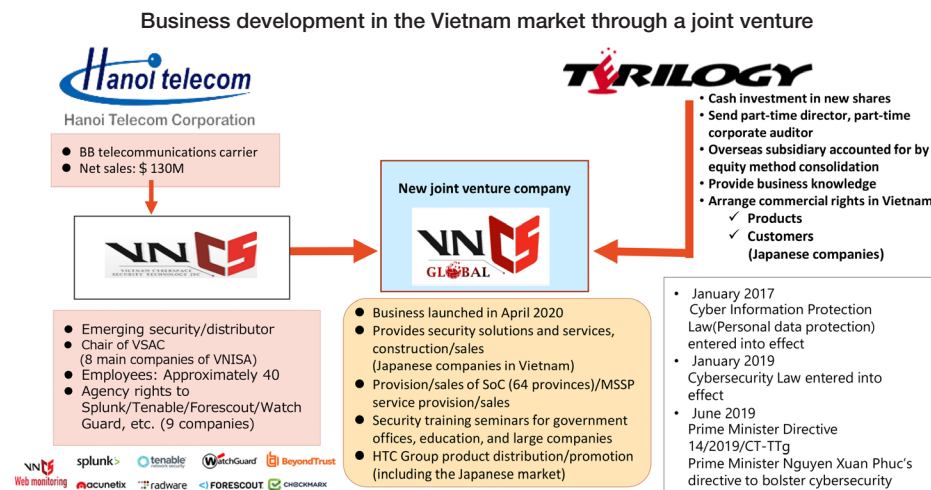 Business development in the Vietnam market through a joint venture
Hanoi telecom
Hanoi Telecom Corporation
● BB telecommunications carrier
● Net sales: $ 130M
VNCS
VIETNAM CYBERSPACE
SECURITY TECHNOLOGY JSC
● Emerging security/distributor
● Chair of VSAC
(8 main companies of VNISA)
● Employees: Approximately 40
● Agency rights to
Splunk/Tenable/Forescout/Watch
Guard, etc. (9 companies)
VNCS
Web monitoring
splunk>
tenable
network security
WatchGuard
BeyondTrust
acunetix
radware
<) FORESCOUT
CHECKMARX
New joint venture company
VNCS
GLOBAL
● Business launched in April 2020
● Provides security solutions and services,
construction/sales
(Japanese companies in Vietnam)
● Provision/sales of SoC (64 provinces)/MSSP
service provision/sales
● Security training seminars for government
offices, education, and large companies
● HTC Group product distribution/promotion
(including the Japanese market)
TERILOGY
• Cash investment in new shares
• Send part-time director, part-time
corporate auditor
• Overseas subsidiary accounted for by
equity method consolidation
• Provide business knowledge
• Arrange commercial rights in Vietnam
✓ Products
✓ Customers
(Japanese companies)
• January 2017
Cyber Information Protection
Law(Personal data protection)
entered into effect
• January 2019
Cybersecurity Law entered into
effect
• June 2019
Prime Minister Directive
14/2019/CT-TTg
Prime Minister Nguyen Xuan Phuc's
directive to bolster cybersecurity